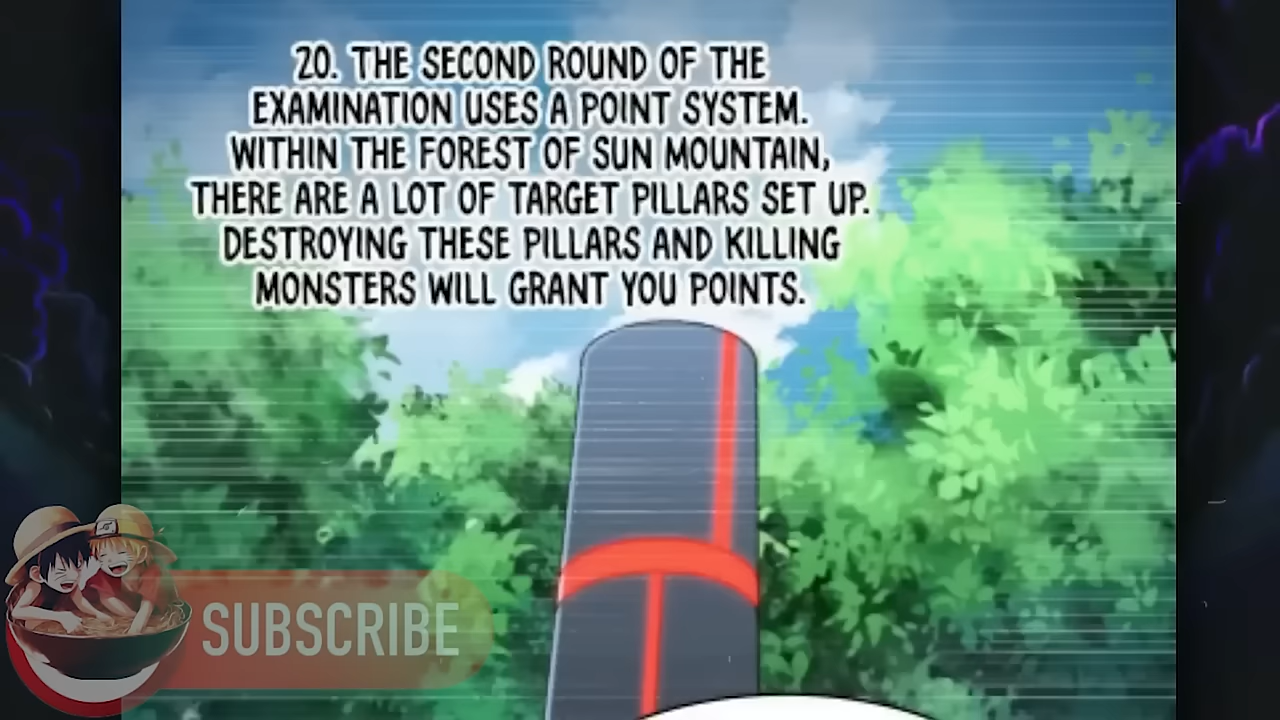 20. THE SECOND ROUND OF THE
EXAMINATION USES A POINT SYSTEM.
WITHIN THE FOREST OF SUN MOUNTAIN,
THERE ARE A LOT OF TARGET PILLARS SET UP.
DESTROYING THESE PILLARS AND KILLING
MONSTERS WILL GRANT YOU POINTS.
SUBSCRIBE